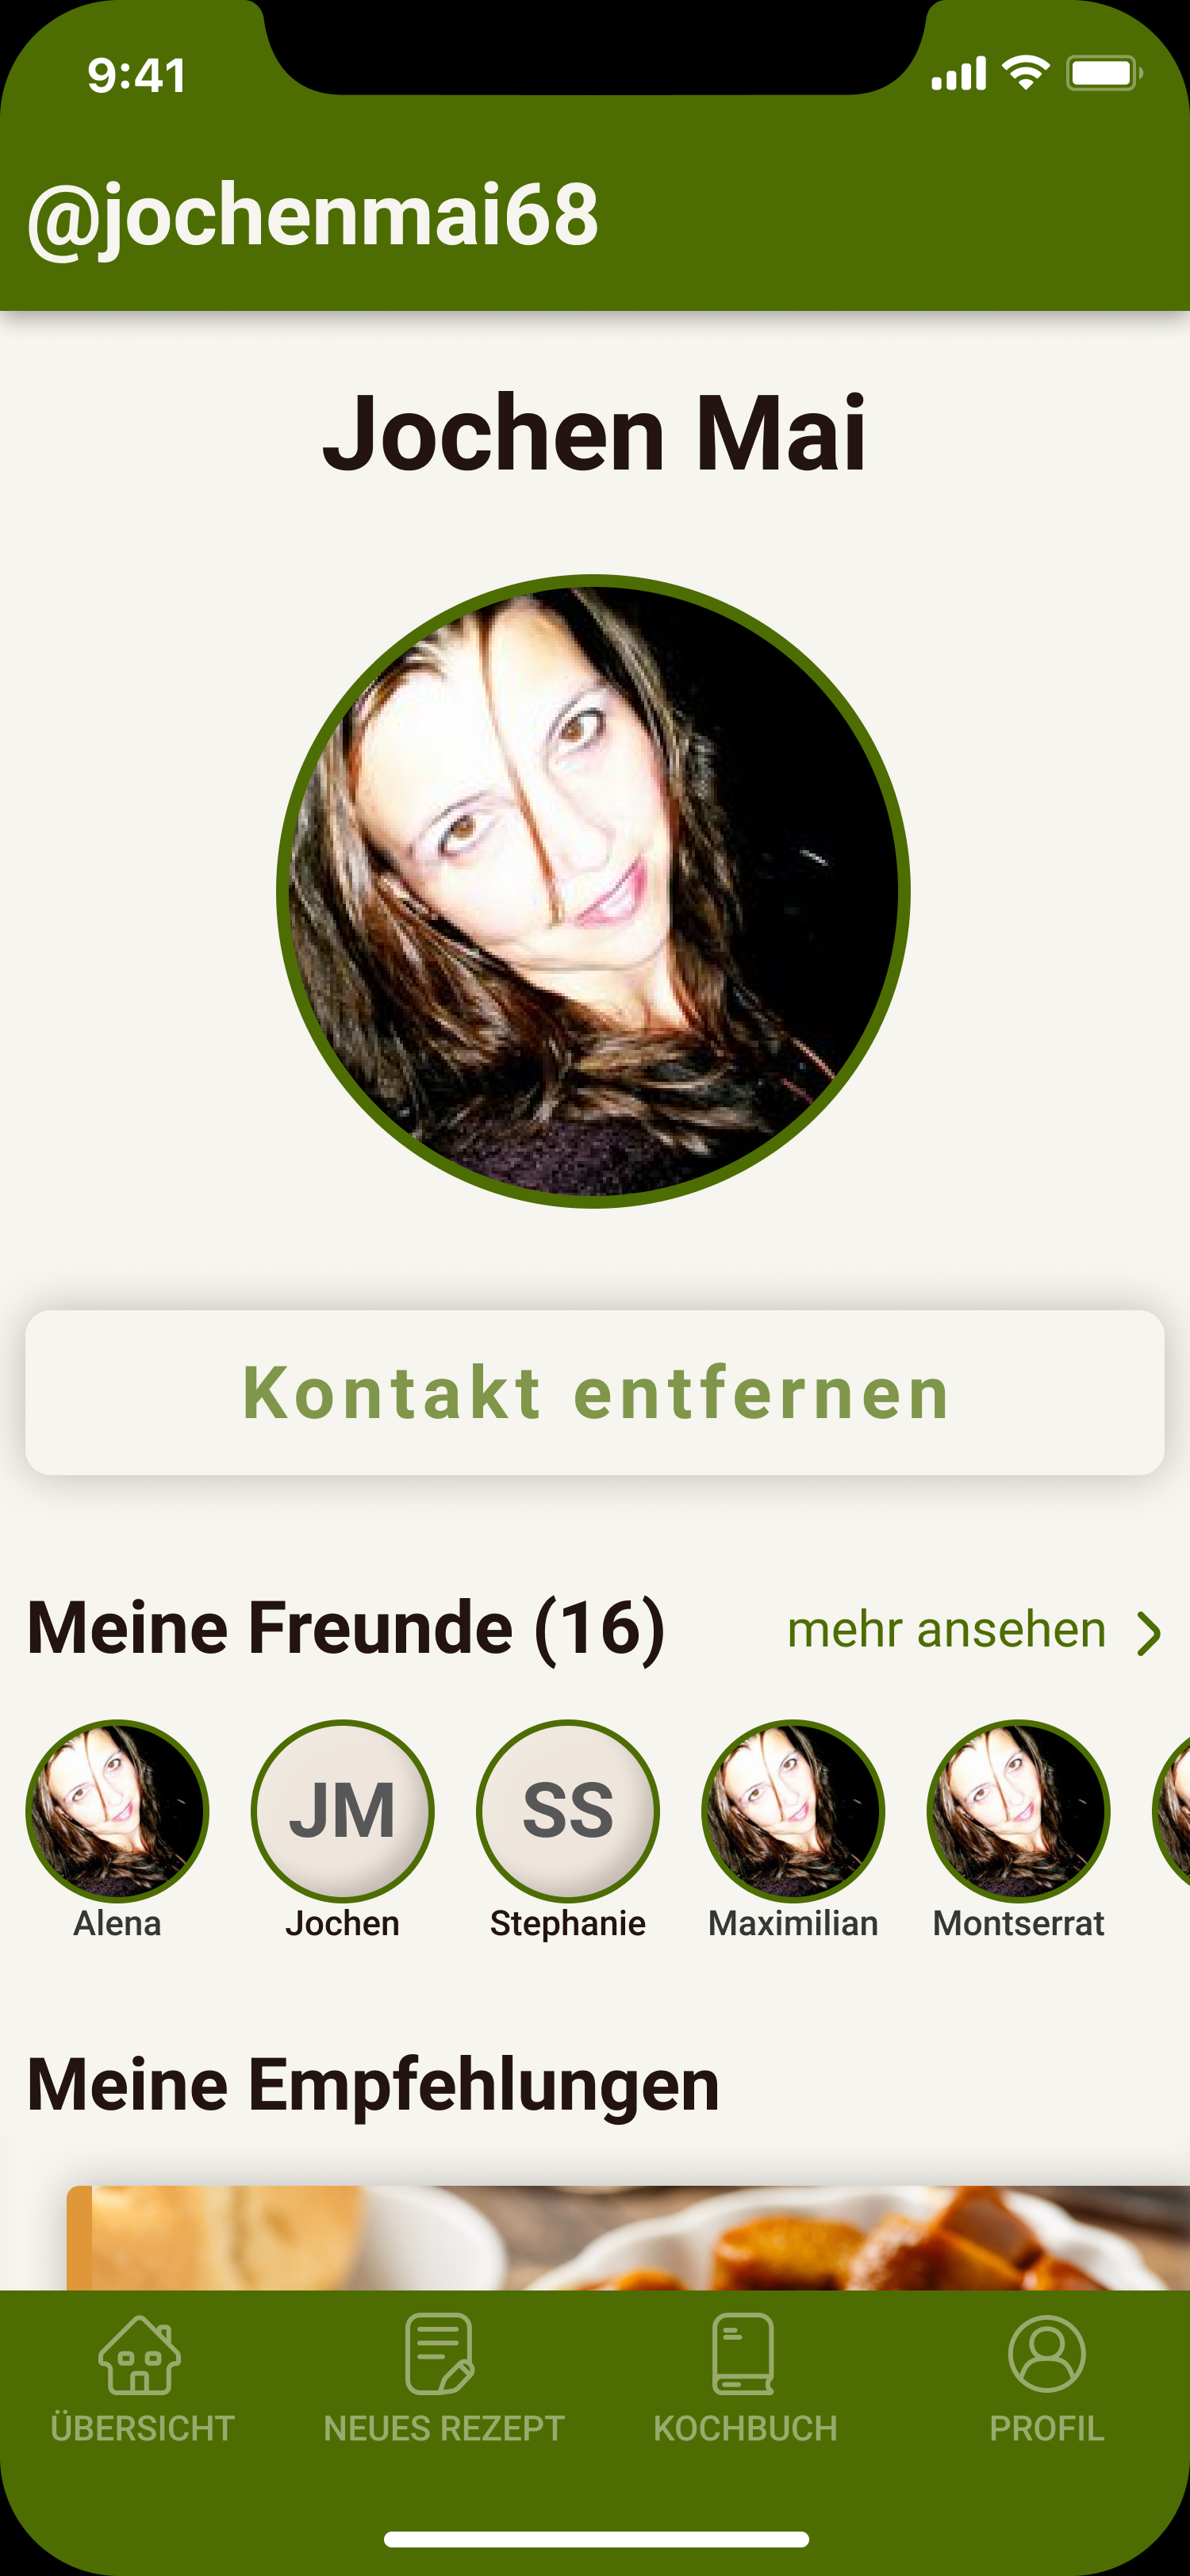 9:41
@jochenmai68
Jochen Mai
Kontakt entfernen
Meine Freunde (16)
mehr ansehen
JM
SS
Alena
Jochen
Stephanie
Maximilian
Montserrat
Meine Empfehlungen
ÜBERSICHT
NEUES REZEPT
KOCHBUCH
PROFIL